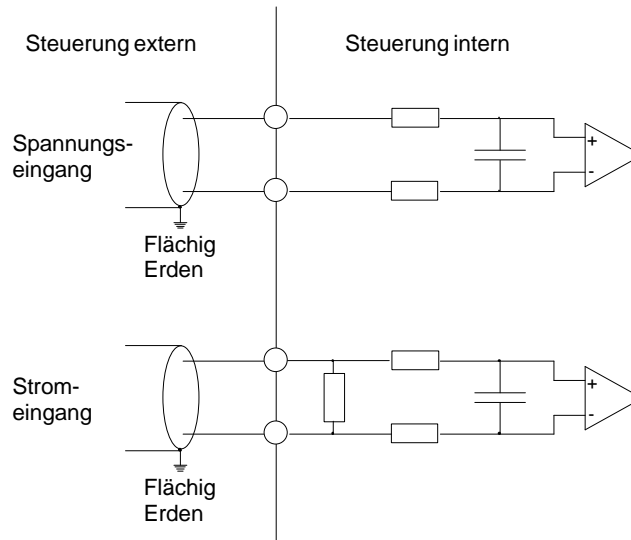 Steuerung extern
Steuerung intern
Spannungs-
eingang
+
-
Flächig
Erden
Strom-
eingang
+
-
Flächig
Erden